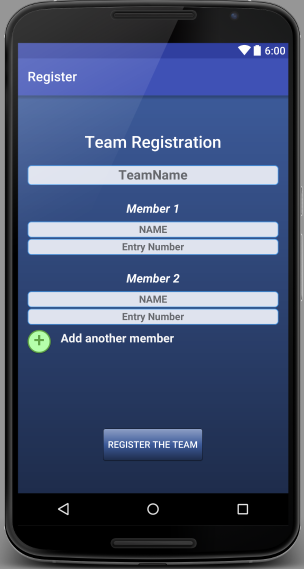 6:00
Register
Team Registration
TeamName
Member 1
NAME
Entry Number
Member 2
NAME
Entry Number
+ Add another member
REGISTER THE TEAM